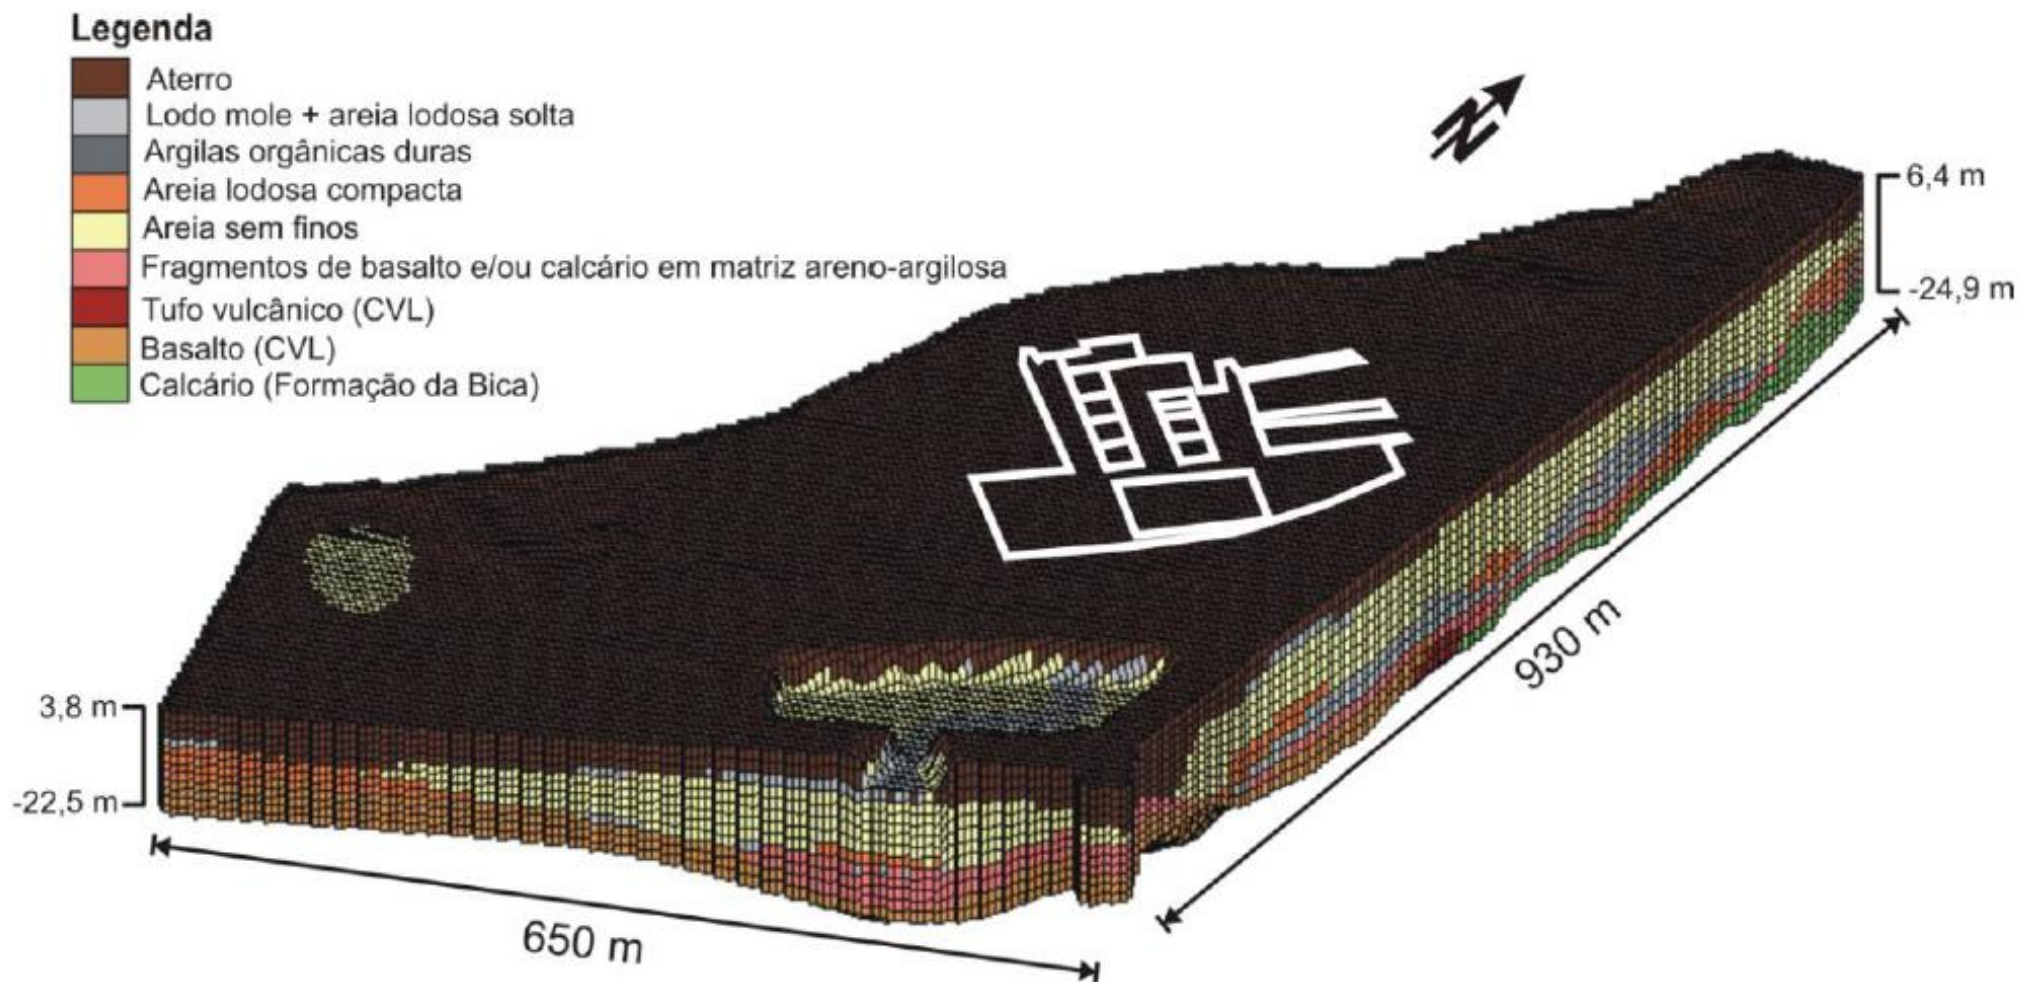 Legenda
Aterro
Lodo mole + areia lodosa solta
Argilas orgânicas duras
Areia lodosa compacta
Areia sem finos
Fragmentos de basalto e/ou calcário em matriz areno-argilosa
Tufo vulcânico (CVL)
Basalto (CVL)
Calcário (Formação da Bica)
N
6,4 m
-24,9 m
930 m
3,8 m
-22,5 m
650 m